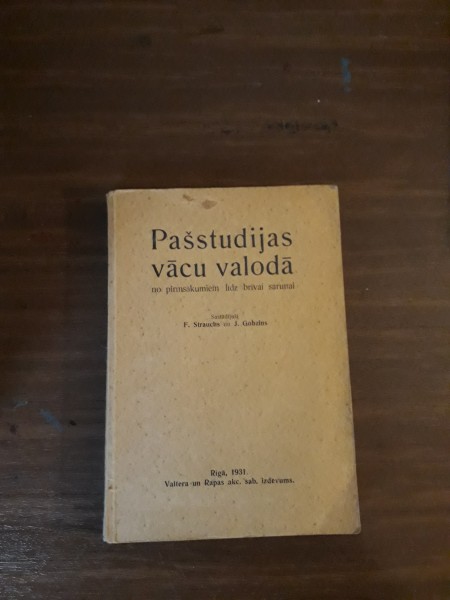 Pašstudijas
vācu valodā
no pirmsākumiem līdz brīvai sarunai
Sastādījuši
F. Strauchs un J. Gobains
Rīgā, 1931.
Valtera un Rapas akc. sab. izdevums.